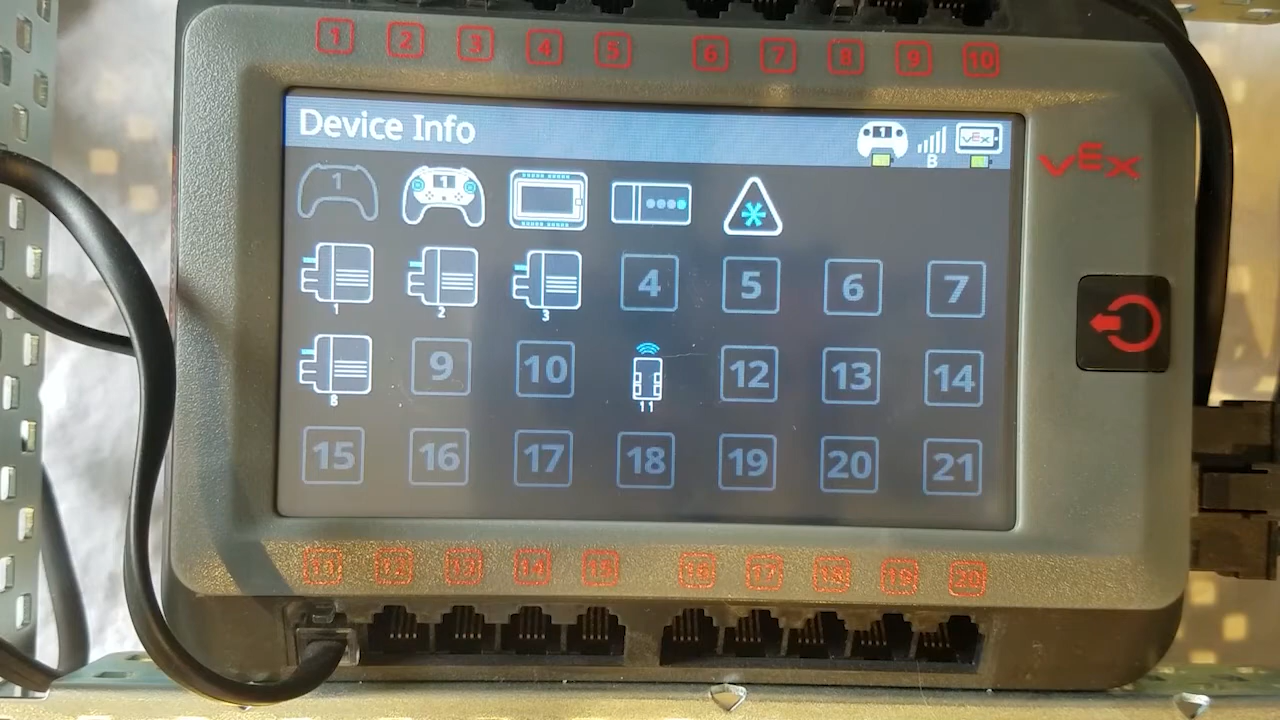 1 2 3 4 5 6 7 8 9 10
Device Info
1 B VEX
VEX
1 1
1 2 3 4 5 6 7
8 9 10 11 12 13 14
15 16 17 18 19 20 21
11 12 13 14 15 16 17 18 19 20